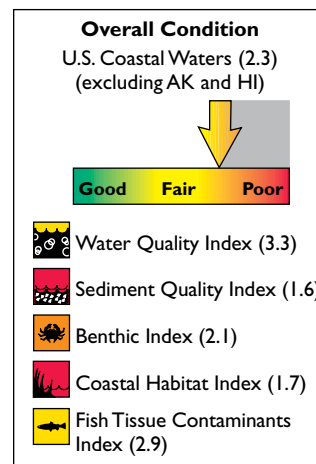 Overall Condition
U.S. Coastal Waters (2.3)
(excluding AK and HI)
Good Fair Poor
Water Quality Index (3.3)
Sediment Quality Index (1.6)
Benthic Index (2.1)
Coastal Habitat Index (1.7)
Fish Tissue Contaminants
Index (2.9)